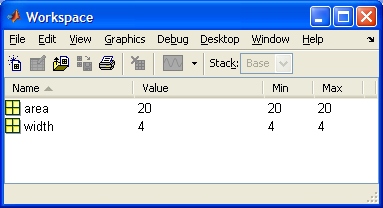 Workspace
File Edit View Graphics Debug Desktop Window Help
Stack: Base
Name Value Min Max
area 20 20 20
width 4 4 4